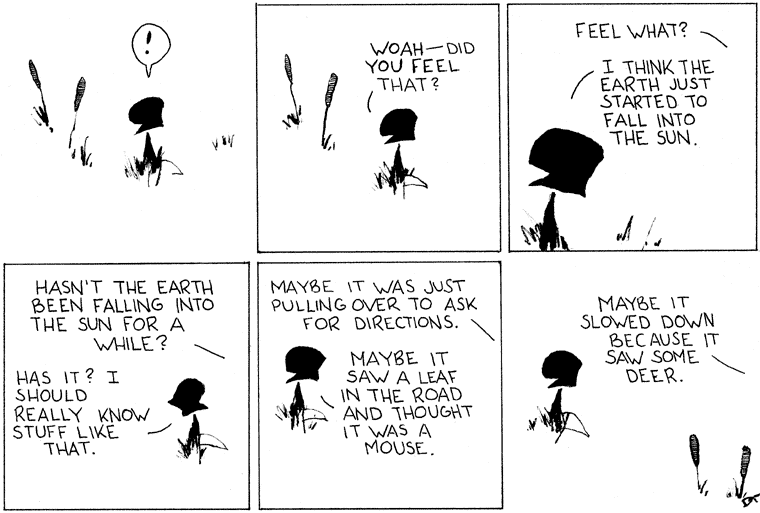 !
WOAH—DID
YOU FEEL
THAT?
FEEL WHAT?
I THINK THE
EARTH JUST
STARTED TO
FALL INTO
THE SUN.
HASN'T THE EARTH
BEEN FALLING INTO
THE SUN FOR A
WHILE?
HAS IT? I
SHOULD
REALLY KNOW
STUFF LIKE
THAT.
MAYBE IT WAS JUST
PULLING OVER TO ASK
FOR DIRECTIONS.
MAYBE IT
SAW A LEAF
IN THE ROAD
AND THOUGHT
IT WAS A
MOUSE.
MAYBE IT
SLOWED DOWN
BECAUSE IT
SAW SOME
DEER.